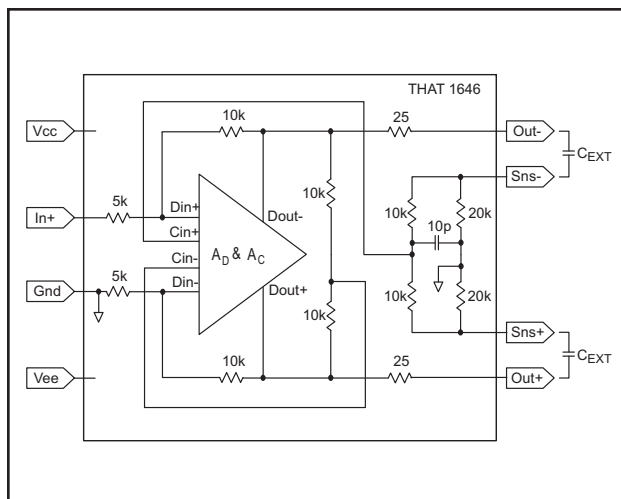 THAT 1646
Vcc
10k
25
Out-
C_EXT
Sns-
10k
10k
20k
10p
In+
5k
Din+
Dout-
Cin+
A_D & A_C
Cin-
Gnd
5k
Din-
Dout+
10k
10k
20k
Sns+
C_EXT
10k
25
Out+
Vee